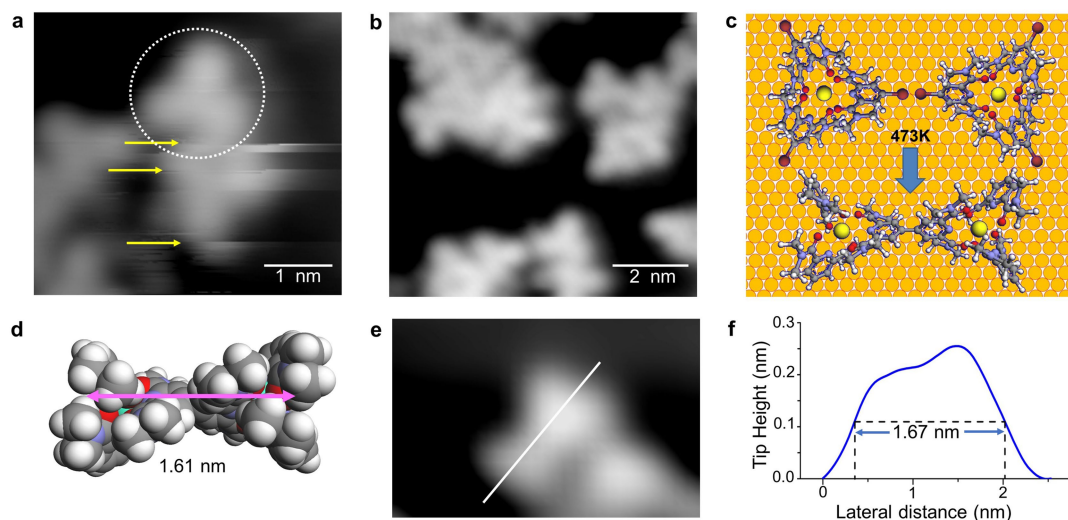 a
1 nm
b
2 nm
c
473K
d
1.61 nm
e
f
Tip Height (nm)
0.3
0.2
0.1
0.0
1.67 nm
0
1
2
Lateral distance (nm)